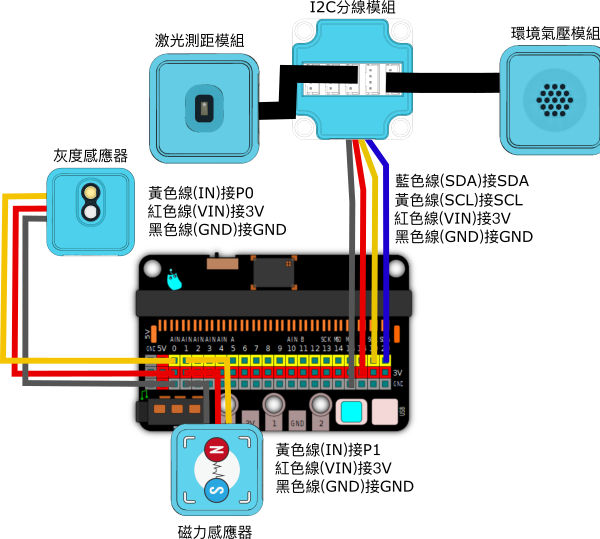 I2C分線模組
激光測距模組
環境氣壓模組
灰度感應器
黃色線(IN)接P0
紅色線(VIN)接3V
黑色線(GND)接GND
藍色線(SDA)接SDA
黃色線(SCL)接SCL
紅色線(VIN)接3V
黑色線(GND)接GND
5V
AIN AIN AIN AIN AIN AIN B SCK MSO
GND 5V 0 1 2 3 4 5 6 7 8 9 10 11 12 13 14
3V
GND
1 GND 2
USB
N
S
黃色線(IN)接P1
紅色線(VIN)接3V
黑色線(GND)接GND
磁力感應器